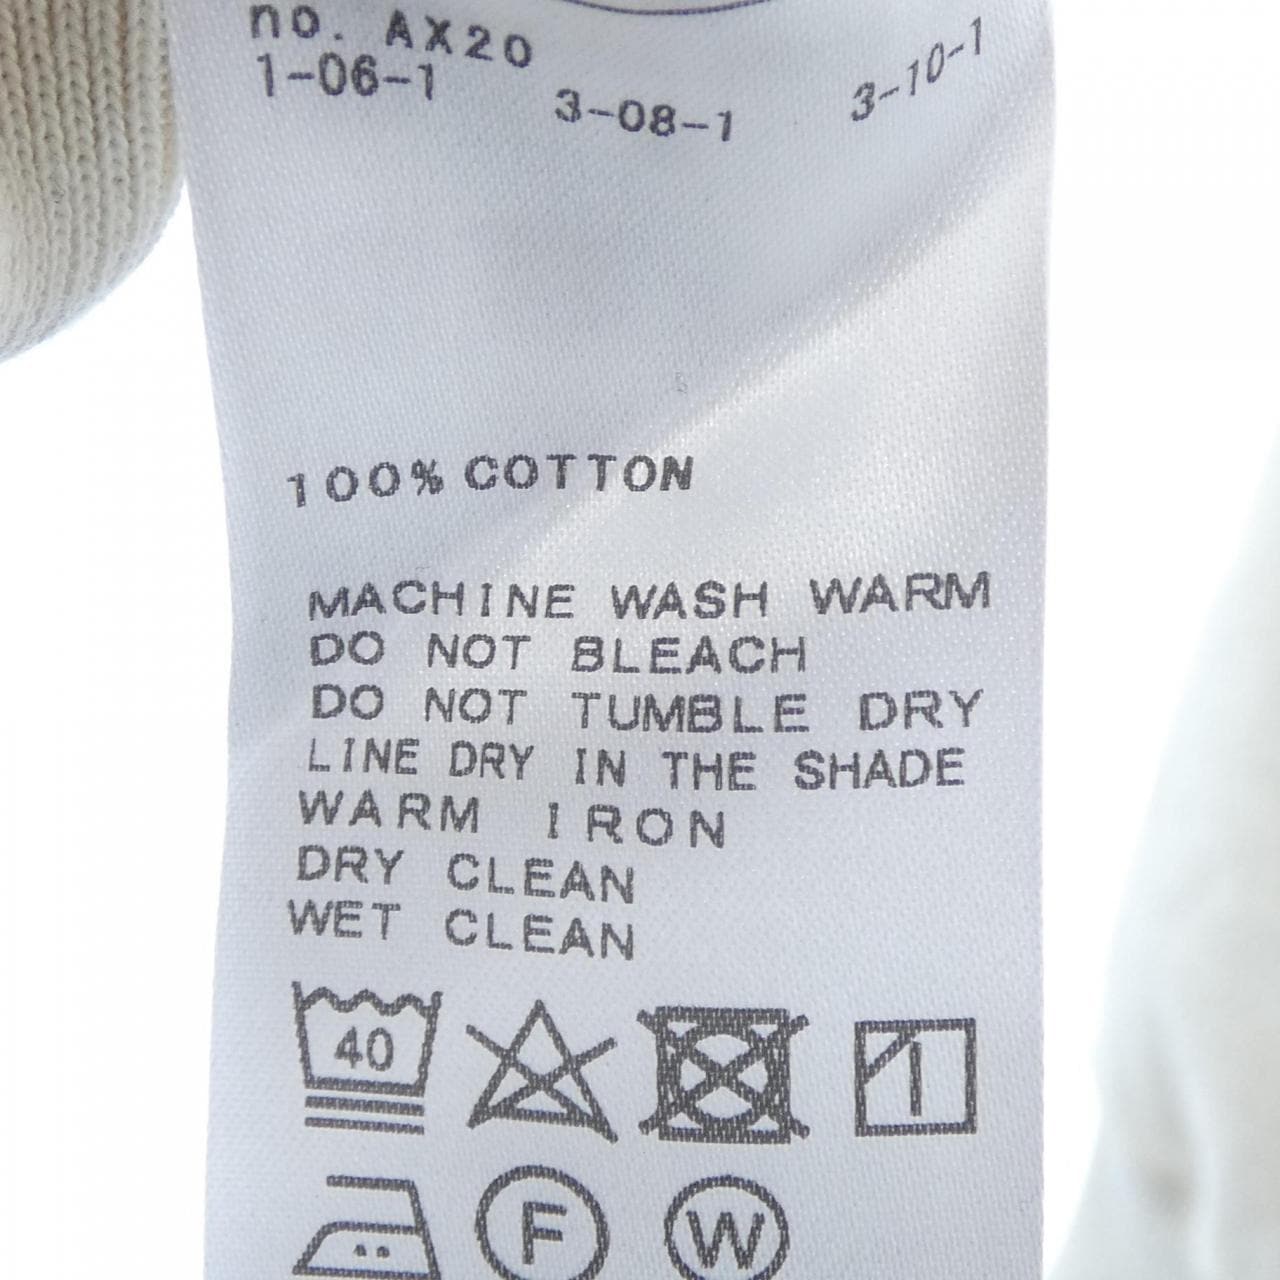 no. AX20
1-06-1 3-08-1 3-10-1
100% COTTON
MACHINE WASH WARM
DO NOT BLEACH
DO NOT TUMBLE DRY
LINE DRY IN THE SHADE
WARM IRON
DRY CLEAN
WET CLEAN
40
F W